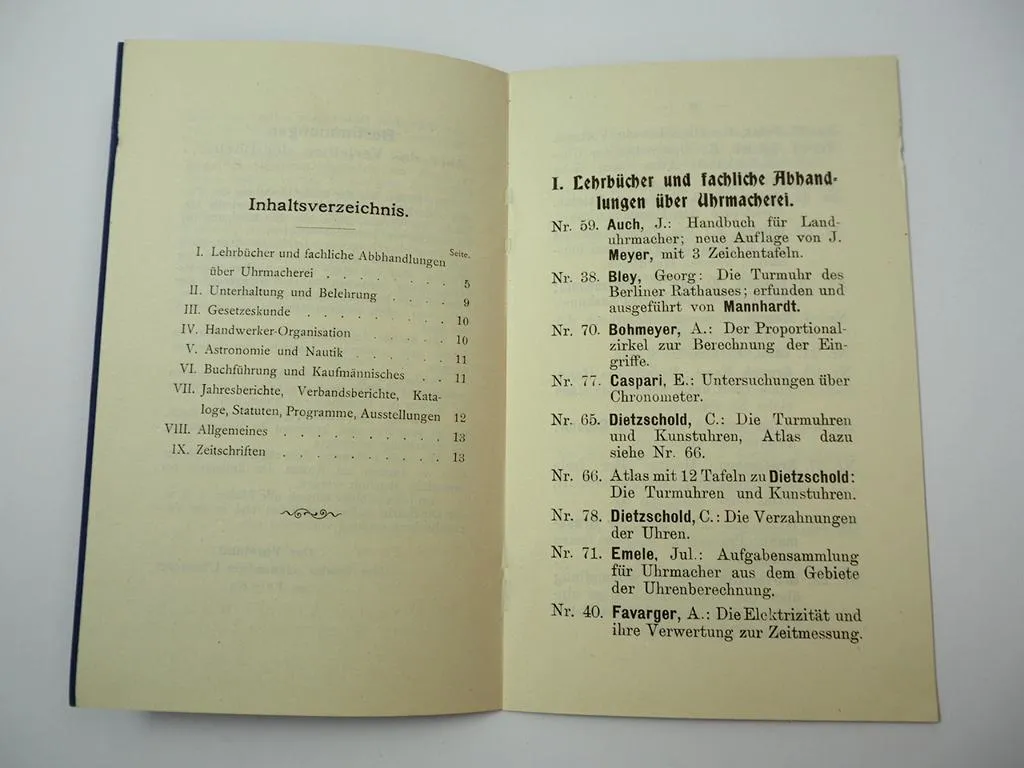 Inhaltsverzeichnis.
Seite.
I. Lehrbücher und fachliche Abbhandlungen
über Uhrmacherei . . . . . . 5
II. Unterhaltung und Belehrung . . . . 9
III. Gesetzeskunde . . . . . . . . 10
IV. Handwerker-Organisation . . . . . 10
V. Astronomie und Nautik . . . . . 11
VI. Buchführung und Kaufmännisches . . 11
VII. Jahresberichte, Verbandsberichte, Kata-
loge, Statuten, Programme, Ausstellungen 12
VIII. Allgemeines . . . . . . . . . 13
IX. Zeitschriften . . . . . . . . . 13
I. Lehrbücher und fachliche Abhand-
lungen über Uhrmacherei.
Nr. 59. Auch, J.: Handbuch für Land-
uhrmacher; neue Auflage von J.
Meyer, mit 3 Zeichentafeln.
Nr. 38. Bley, Georg: Die Turmuhr des
Berliner Rathauses; erfunden und
ausgeführt von Mannhardt.
Nr. 70. Bohmeyer, A.: Der Proportional-
zirkel zur Berechnung der Ein-
griffe.
Nr. 77. Caspari, E.: Untersuchungen über
Chronometer.
Nr. 65. Dietzschold, C.: Die Turmuhren
und Kunstuhren, Atlas dazu
siehe Nr. 66.
Nr. 66. Atlas mit 12 Tafeln zu Dietzschold:
Die Turmuhren und Kunstuhren.
Nr. 78. Dietzschold, C.: Die Verzahnungen
der Uhren.
Nr. 71. Emele, Jul.: Aufgabensammlung
für Uhrmacher aus dem Gebiete
der Uhrenberechnung.
Nr. 40. Favarger, A.: Die Elektrizität und
ihre Verwertung zur Zeitmessung.